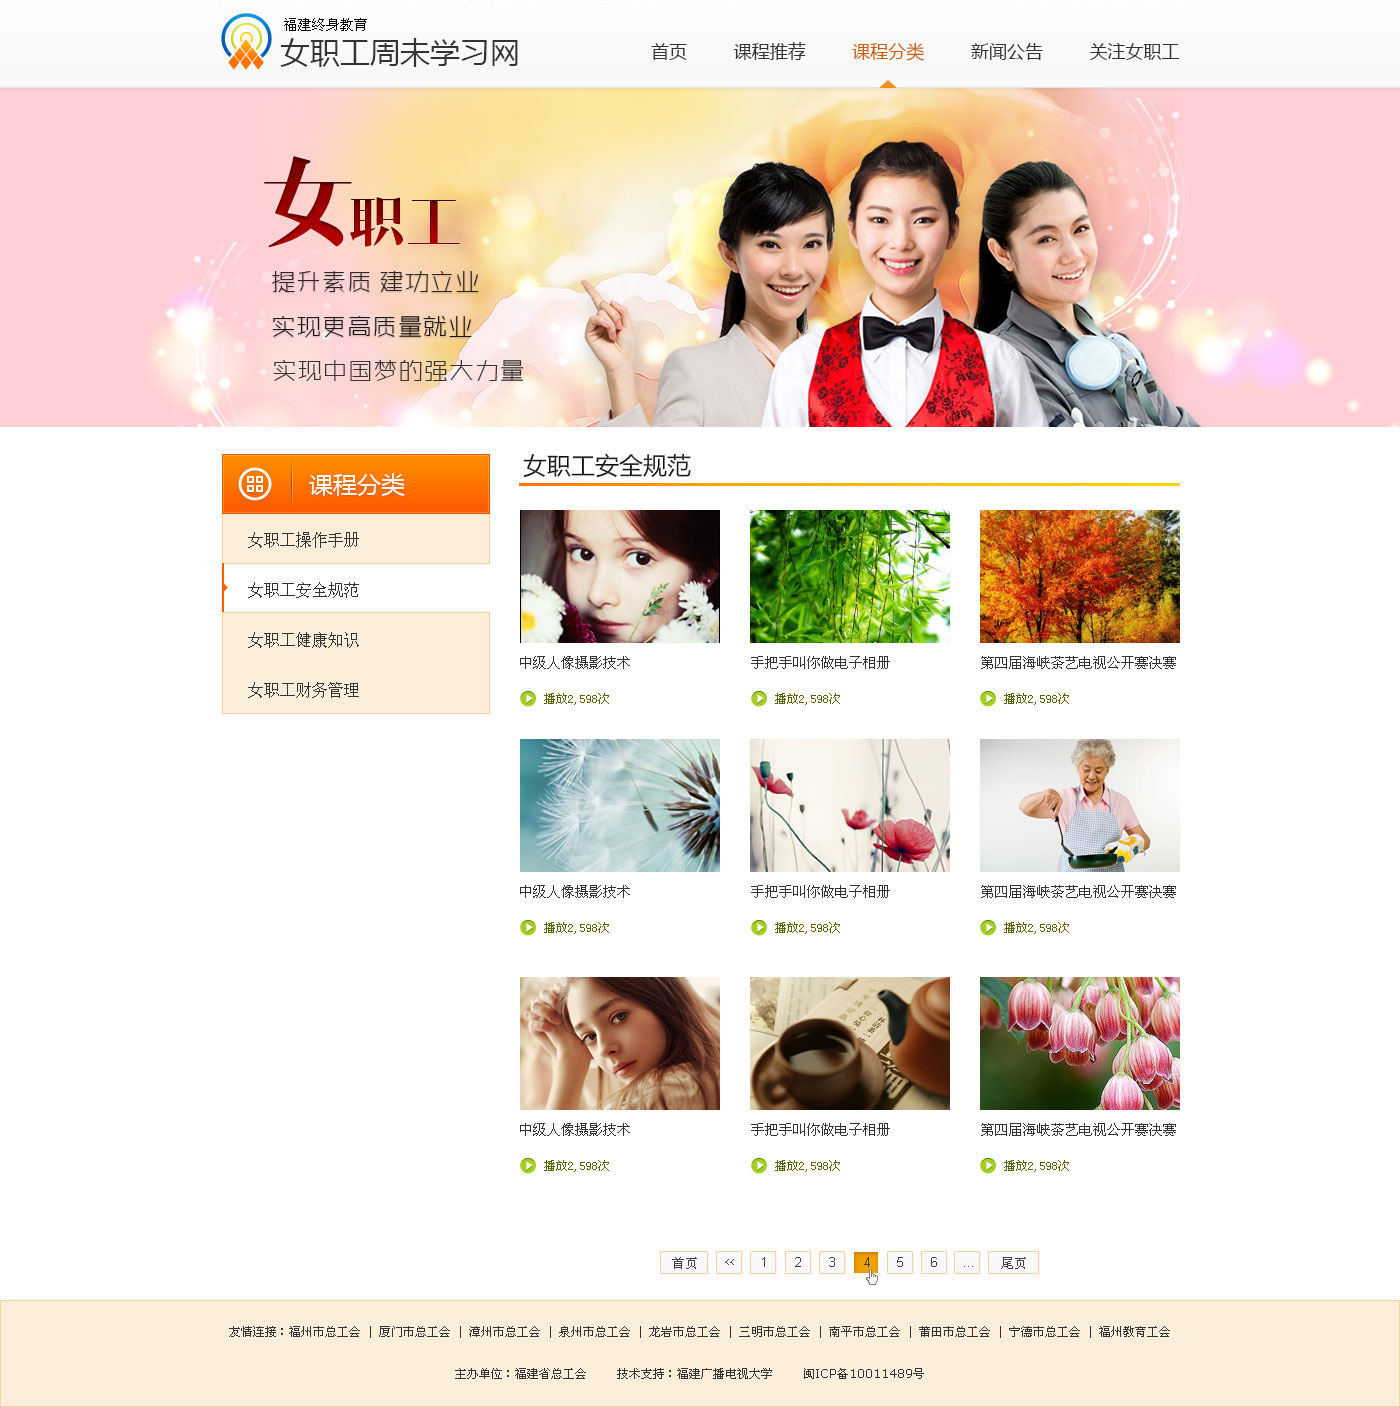 福建终身教育
女职工周未学习网
首页 课程推荐 课程分类 新闻公告 关注女职工
女职工
提升素质 建功立业
实现更高质量就业
实现中国梦的强大力量
课程分类
女职工操作手册
女职工安全规范
女职工健康知识
女职工财务管理
女职工安全规范
中级人像摄影技术 手把手叫你做电子相册 第四届海峡茶艺电视公开赛决赛
播放2,598次 播放2,598次 播放2,598次
中级人像摄影技术 手把手叫你做电子相册 第四届海峡茶艺电视公开赛决赛
播放2,598次 播放2,598次 播放2,598次
中级人像摄影技术 手把手叫你做电子相册 第四届海峡茶艺电视公开赛决赛
播放2,598次 播放2,598次 播放2,598次
首页 << 1 2 3 4 5 6 ... 尾页
友情连接：福州市总工会 | 厦门市总工会 | 漳州市总工会 | 泉州市总工会 | 龙岩市总工会 | 三明市总工会 | 南平市总工会 | 莆田市总工会 | 宁德市总工会 | 福州教育工会
主办单位：福建省总工会 技术支持：福建广播电视大学 闽ICP备10011489号